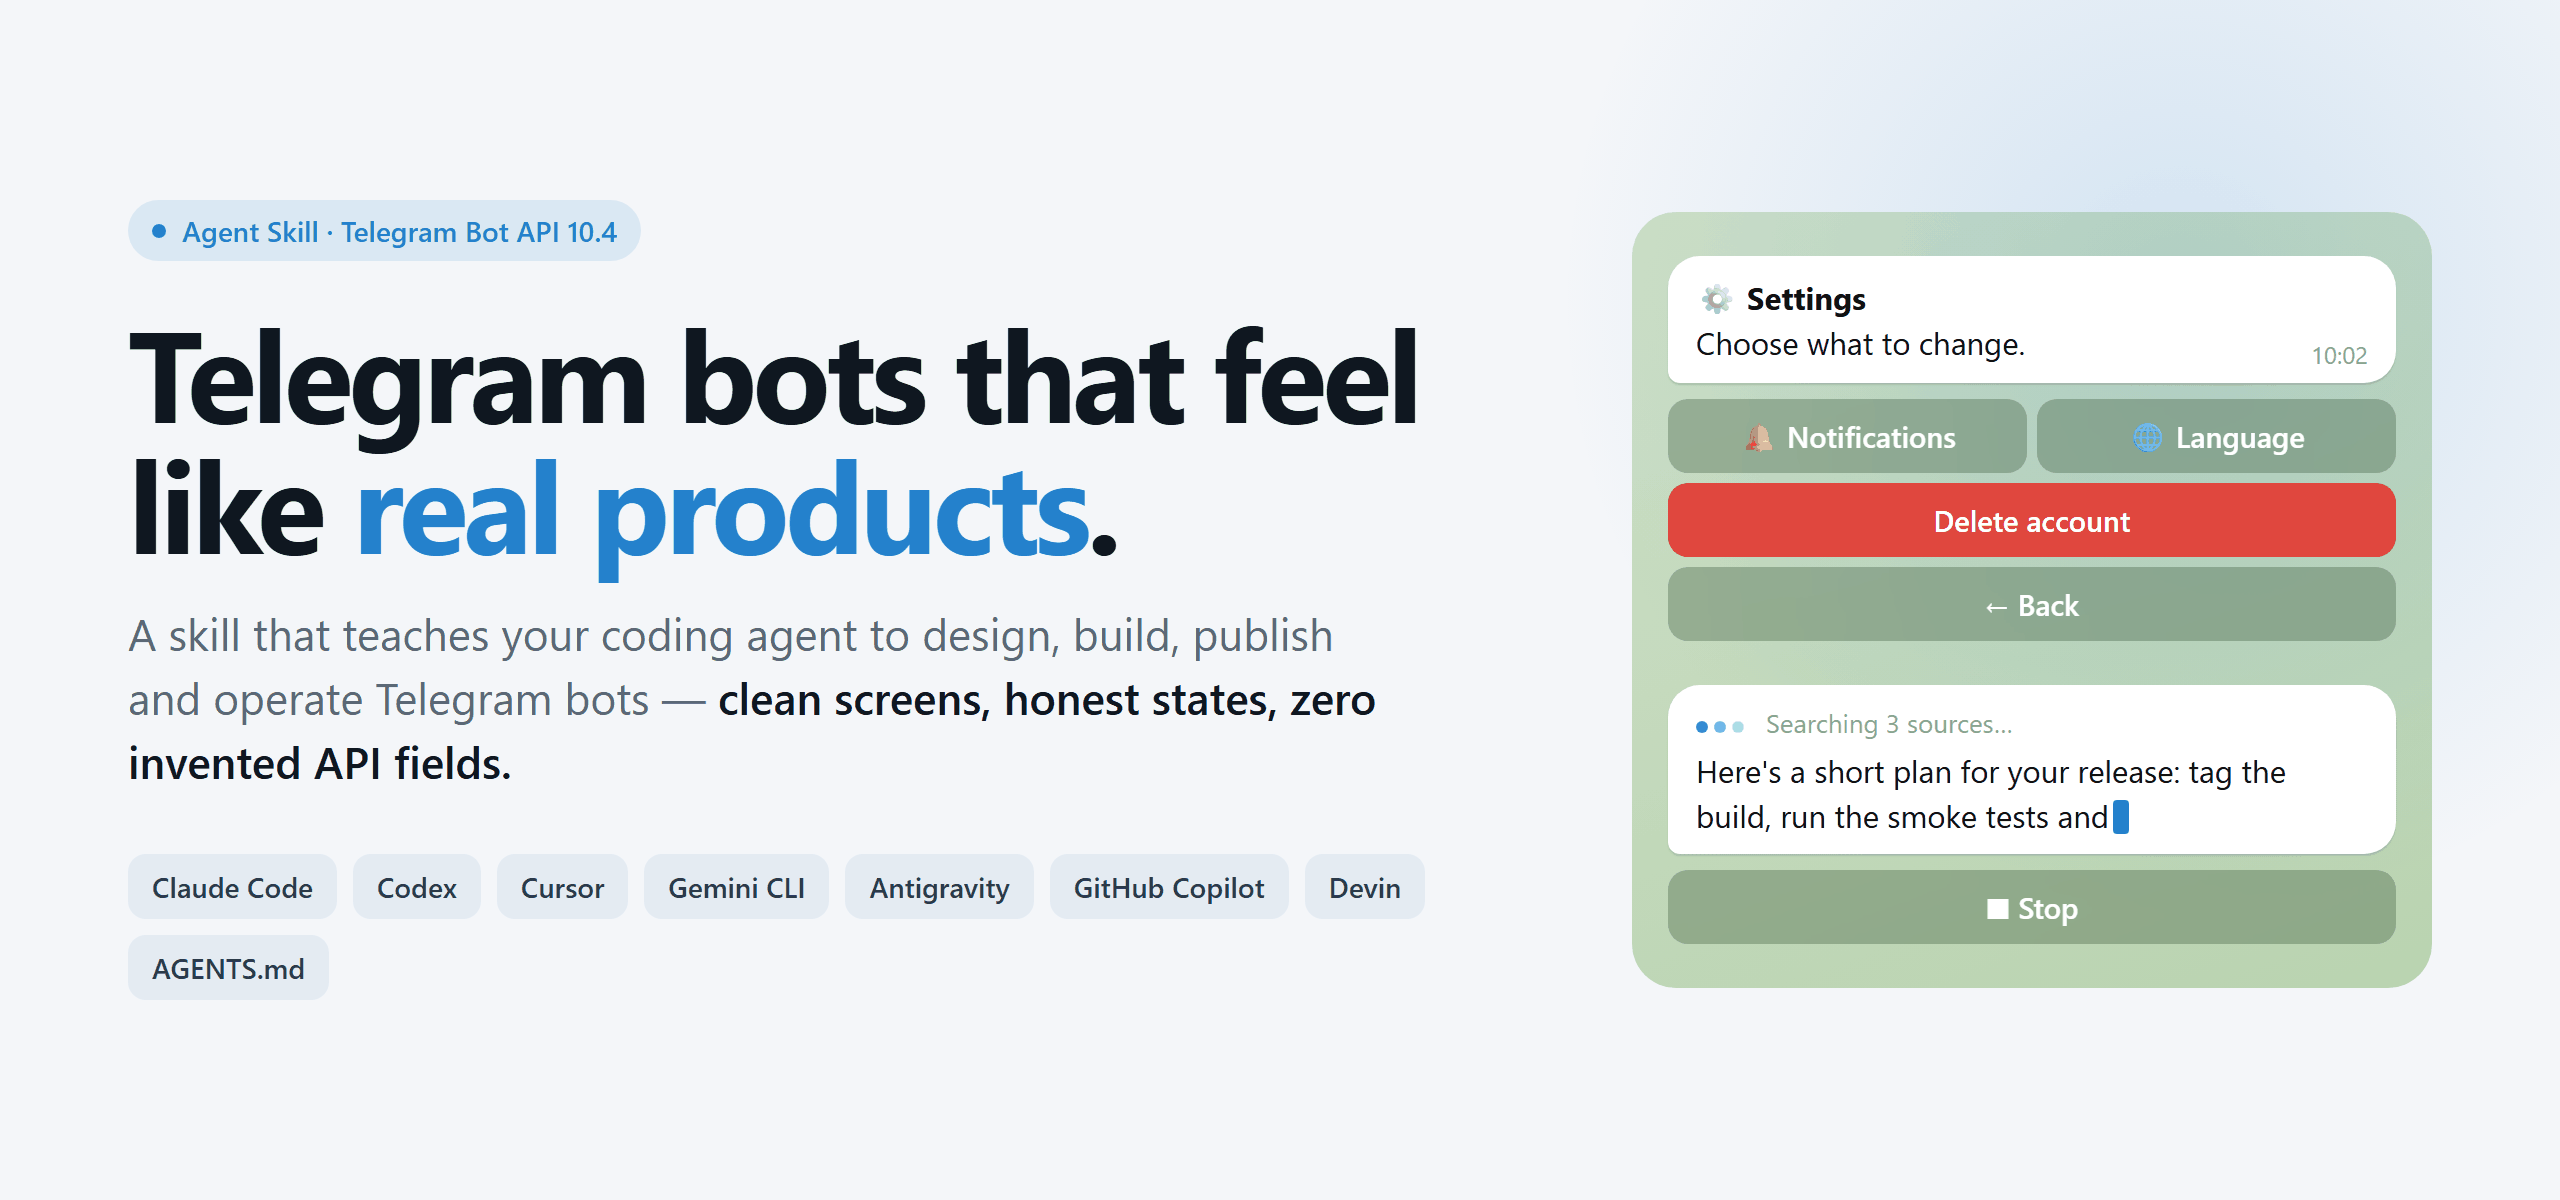 Agent Skill · Telegram Bot API 10.4
Telegram bots that feel
like real products.
A skill that teaches your coding agent to design, build, publish
and operate Telegram bots — clean screens, honest states, zero
invented API fields.
Claude Code
Codex
Cursor
Gemini CLI
Antigravity
GitHub Copilot
Devin
AGENTS.md
⚙️ Settings
Choose what to change.
10:02
🔔 Notifications
🌐 Language
Delete account
← Back
Searching 3 sources...
Here's a short plan for your release: tag the
build, run the smoke tests and
■ Stop